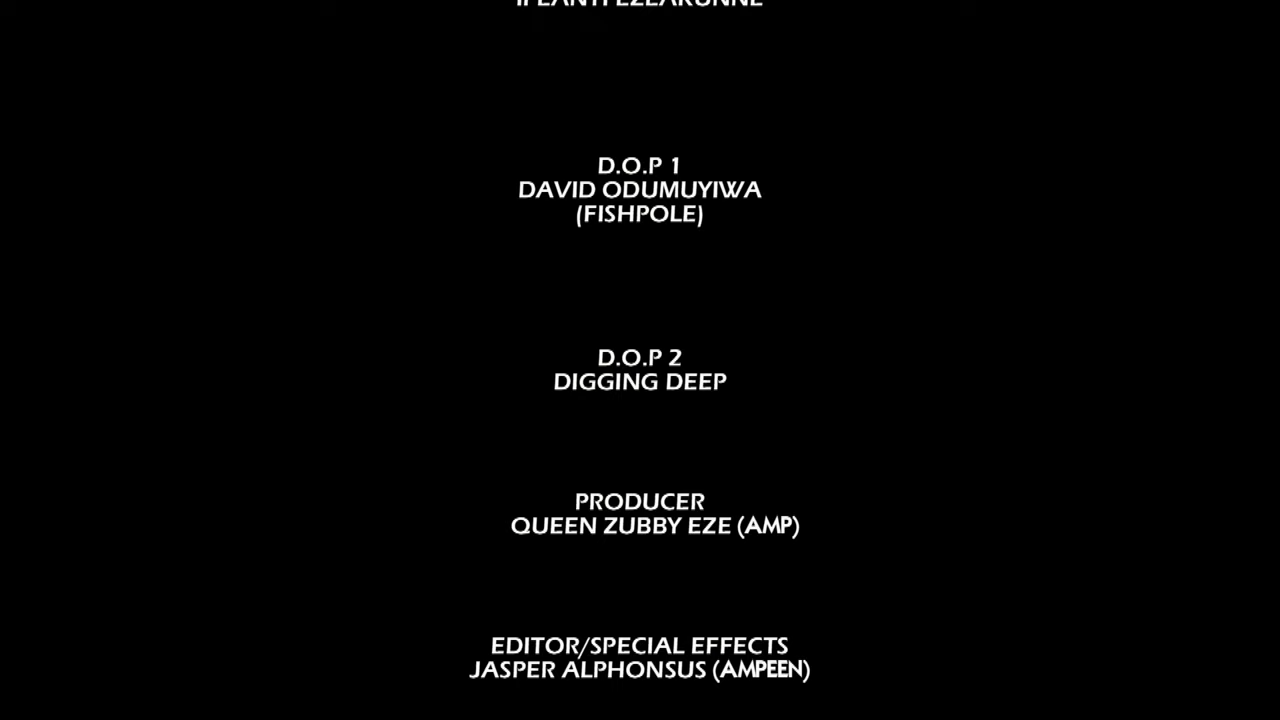 D.O.P 1
DAVID ODUMUYIWA
(FISHPOLE)
D.O.P 2
DIGGING DEEP
PRODUCER
QUEEN ZUBBY EZE (AMP)
EDITOR/SPECIAL EFFECTS
JASPER ALPHONSUS (AMPEEN)